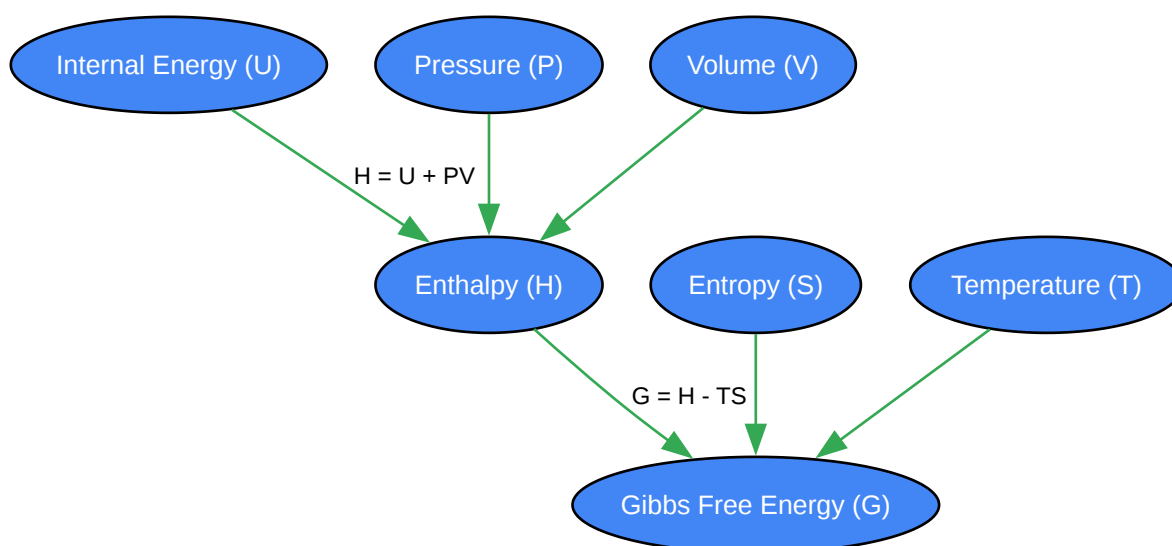 Internal Energy (U)
Pressure (P)
Volume (V)
H = U + PV
Enthalpy (H)
Entropy (S)
Temperature (T)
G = H - TS
Gibbs Free Energy (G)